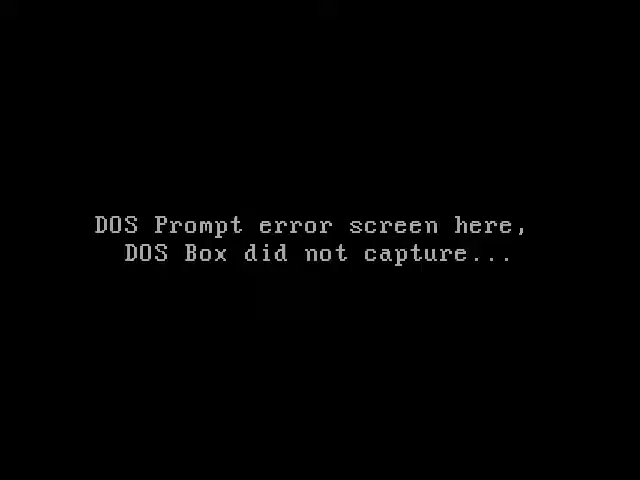 DOS Prompt error screen here,
DOS Box did not capture...